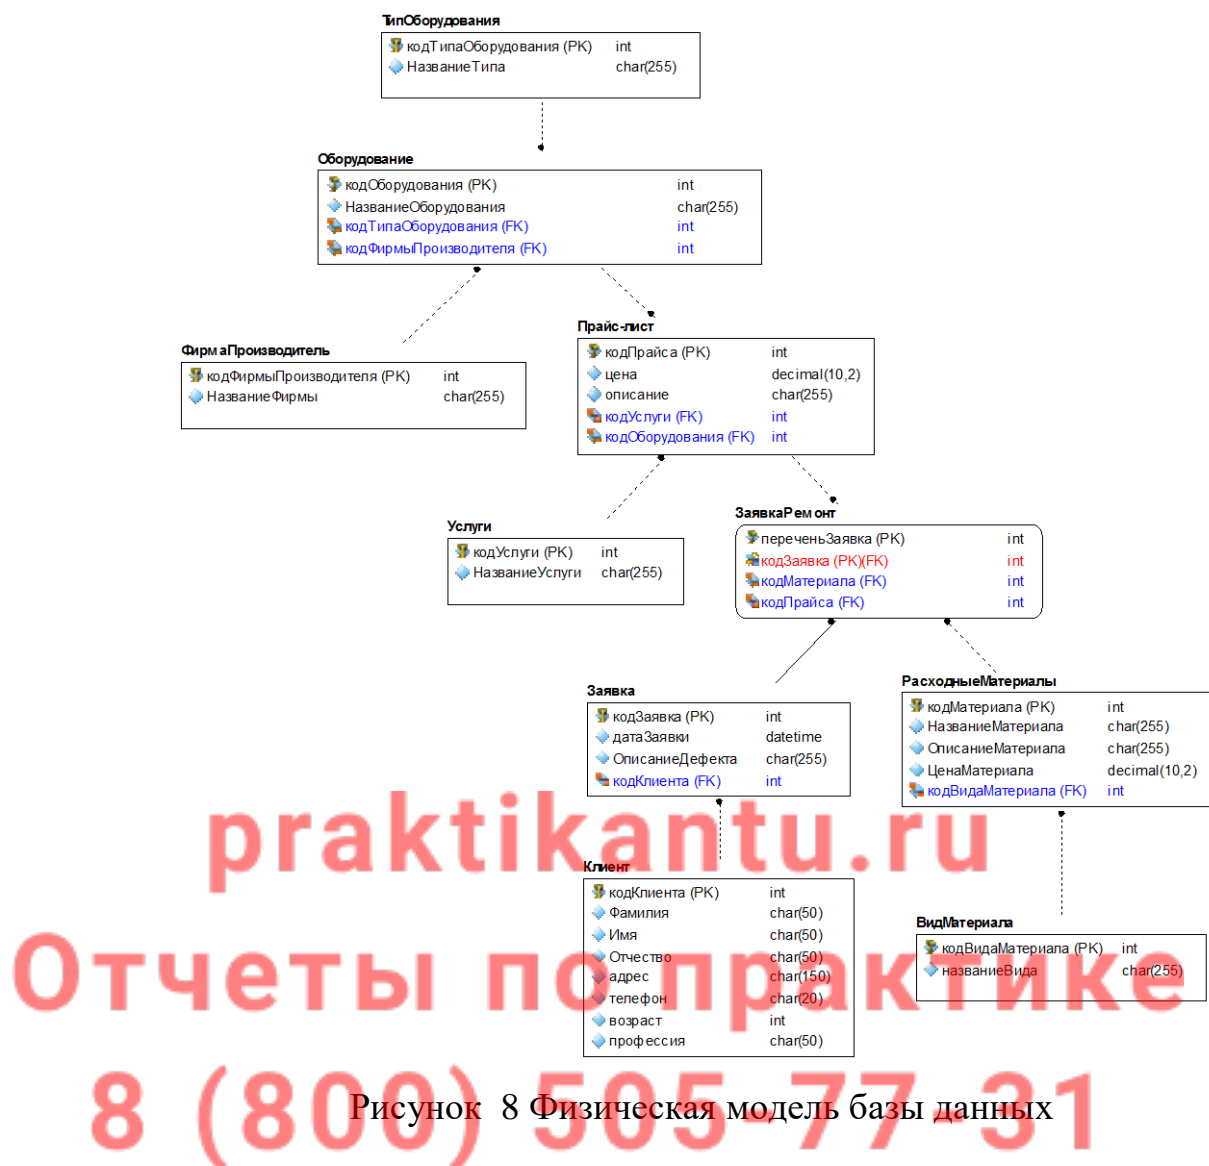 ТипОборудования
кодТипаОборудования (PK) int
НазваниеТипа char(255)
Оборудование
кодОборудования (PK) int
НазваниеОборудования char(255)
кодТипаОборудования (FK) int
кодФирмыПроизводителя (FK) int
ФирмаПроизводитель
кодФирмыПроизводителя (PK) int
НазваниеФирмы char(255)
Прайс-лист
кодПрайса (PK) int
цена decimal(10,2)
описание char(255)
кодУслуги (FK) int
кодОборудования (FK) int
Услуги
кодУслуги (PK) int
НазваниеУслуги char(255)
ЗаявкаРемонт
переченьЗаявка (PK) int
кодЗаявка (PK)(FK) int
кодМатериала (FK) int
кодПрайса (FK) int
Заявка
кодЗаявка (PK) int
датаЗаявки datetime
ОписаниеДефекта char(255)
кодКлиента (FK) int
РасходныеМатериалы
кодМатериала (PK) int
НазваниеМатериала char(255)
ОписаниеМатериала char(255)
ЦенаМатериала decimal(10,2)
кодВидаМатериала (FK) int
praktikantu.ru
Клиент
кодКлиента (PK) int
Фамилия char(50)
Имя char(50)
Отчество char(50)
адрес char(150)
телефон char(20)
возраст int
профессия char(50)
ВидМатериала
кодВидаМатериала (PK) int
названиеВида char(255)
Отчеты по практике
8 (800) 505-77-31
Рисунок 8 Физическая модель базы данных